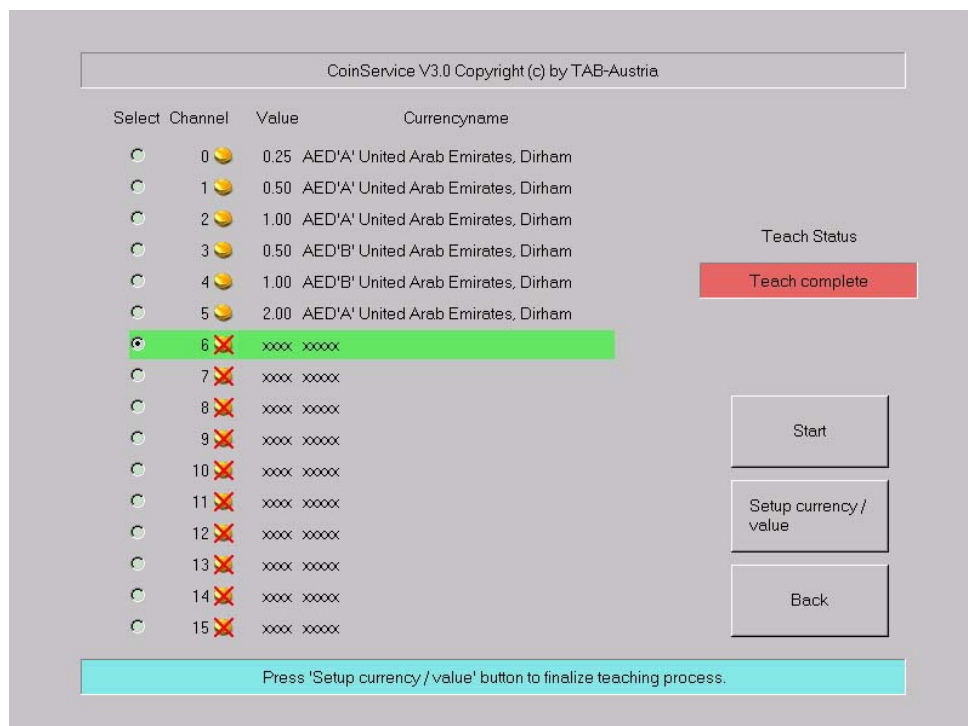 CoinService V3.0 Copyright (c) by TAB-Austria
Select Channel Value Currencyname
0 0.25 AED'A' United Arab Emirates, Dirham
1 0.50 AED'A' United Arab Emirates, Dirham
2 1.00 AED'A' United Arab Emirates, Dirham
3 0.50 AED'B' United Arab Emirates, Dirham
4 1.00 AED'B' United Arab Emirates, Dirham
5 2.00 AED'A' United Arab Emirates, Dirham
6 xxxx xxxxx
7 xxxx xxxxx
8 xxxx xxxxx
9 xxxx xxxxx
10 xxxx xxxxx
11 xxxx xxxxx
12 xxxx xxxxx
13 xxxx xxxxx
14 xxxx xxxxx
15 xxxx xxxxx
Teach Status
Teach complete
Start
Setup currency /
value
Back
Press 'Setup currency / value' button to finalize teaching process.